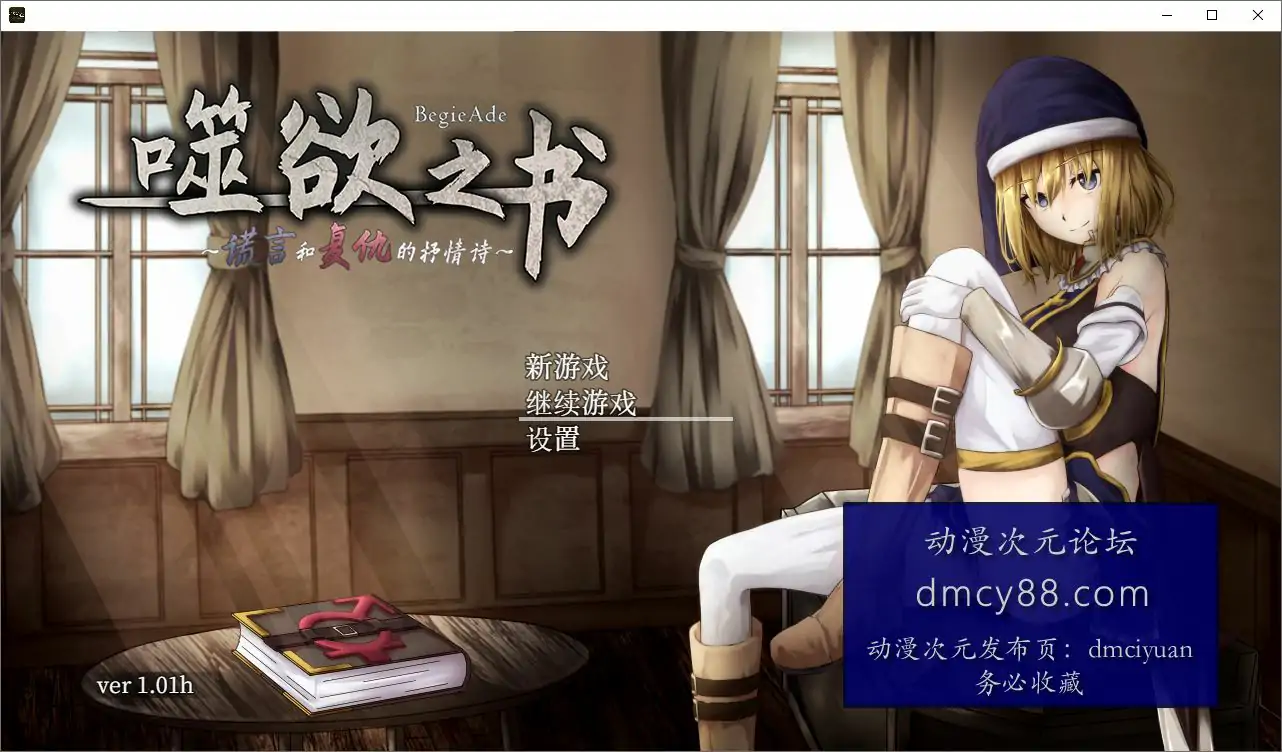 BegieAde
噬欲之书
～谎言和复仇的抒情诗～
新游戏
继续游戏
设置
动漫次元论坛
dmcy88.com
动漫次元发布页：dmciyuan
务必收藏
ver 1.01h